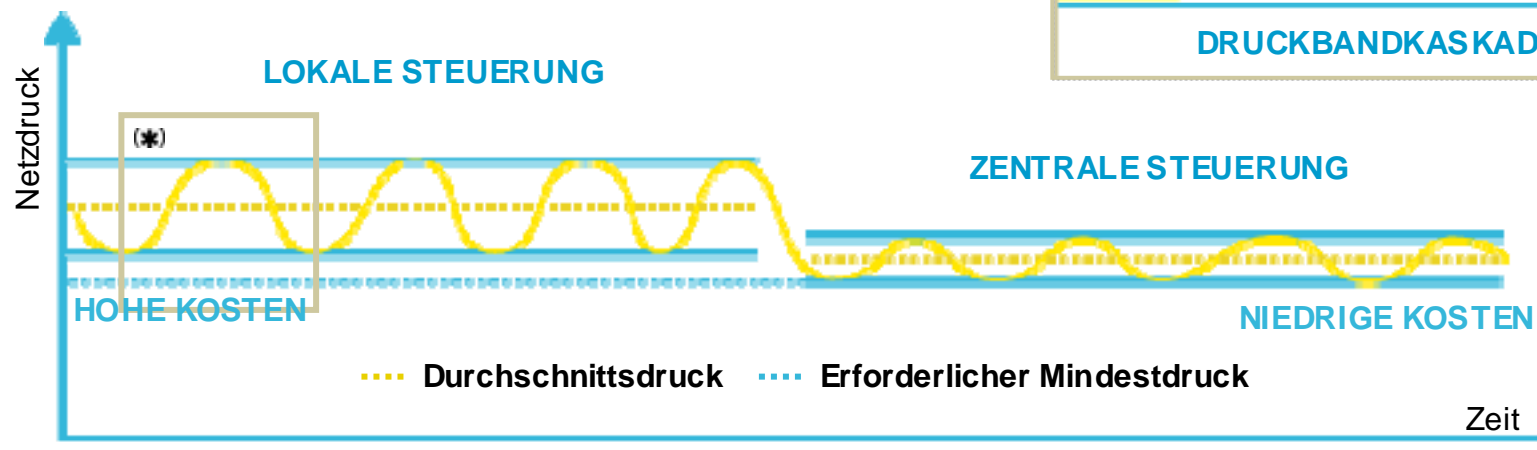 DRUCKBANDKASKAD
LOKALE STEUERUNG
Netzdruck
(✱)
ZENTRALE STEUERUNG
HOHE KOSTEN
NIEDRIGE KOSTEN
Durchschnittsdruck Erforderlicher Mindestdruck
Zeit